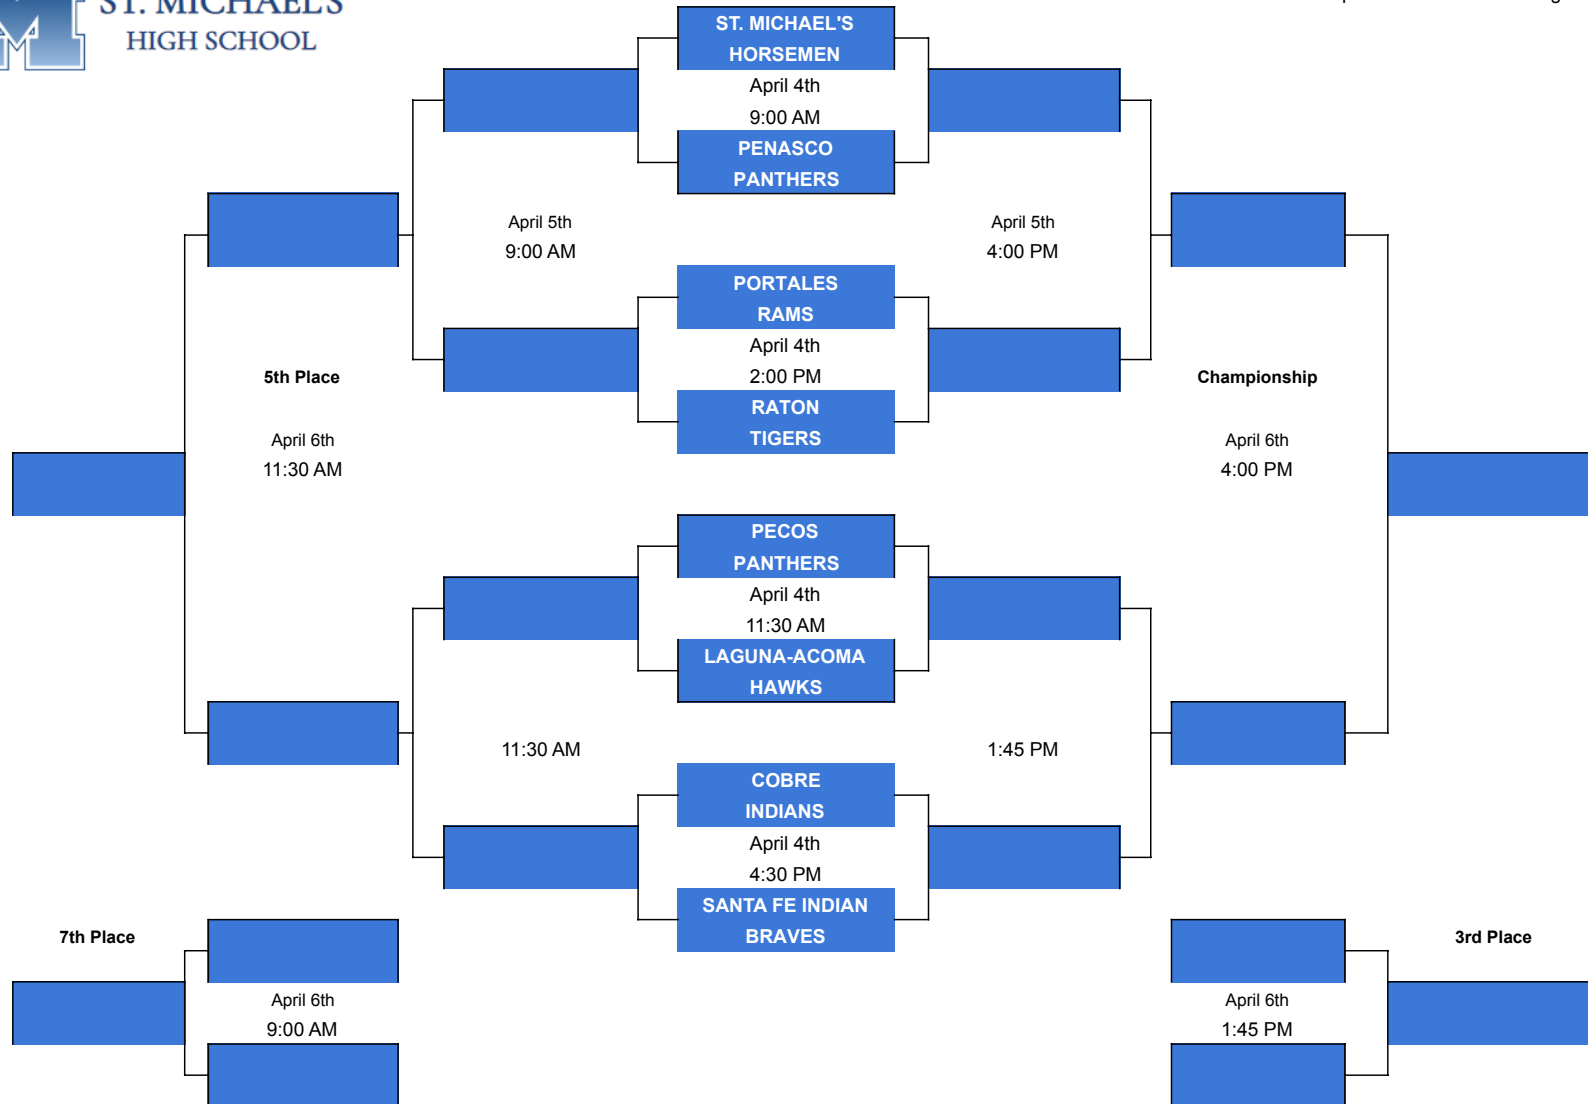 ST. MICHAEL'S
HIGH SCHOOL
ST. MICHAEL'S
HORSEMEN
April 4th
9:00 AM
PENASCO
PANTHERS
April 5th
9:00 AM
April 5th
4:00 PM
PORTALES
RAMS
April 4th
2:00 PM
RATON
TIGERS
5th Place
April 6th
11:30 AM
Championship
April 6th
4:00 PM
PECOS
PANTHERS
April 4th
11:30 AM
LAGUNA-ACOMA
HAWKS
11:30 AM
1:45 PM
COBRE
INDIANS
April 4th
4:30 PM
SANTA FE INDIAN
BRAVES
7th Place
April 6th
9:00 AM
3rd Place
April 6th
1:45 PM